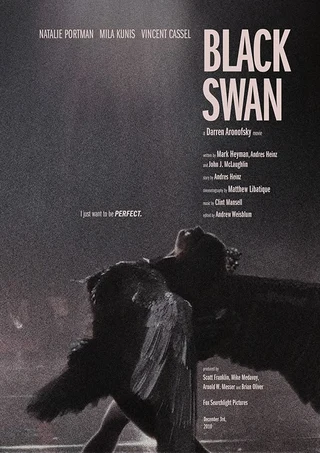 NATALIE PORTMAN MILA KUNIS VINCENT CASSEL
BLACK
SWAN
a Darren Aronofsky movie
written by Mark Heyman, Andres Heinz
and John J. McLaughlin
story by Andres Heinz
cinematography by Matthew Libatique
music by Clint Mansell
edited by Andrew Weisblum
I just want to be PERFECT.
produced by
Scott Franklin, Mike Medavoy,
Arnold W. Messer and Brian Oliver
Fox Searchlight Pictures
December 3rd,
2010